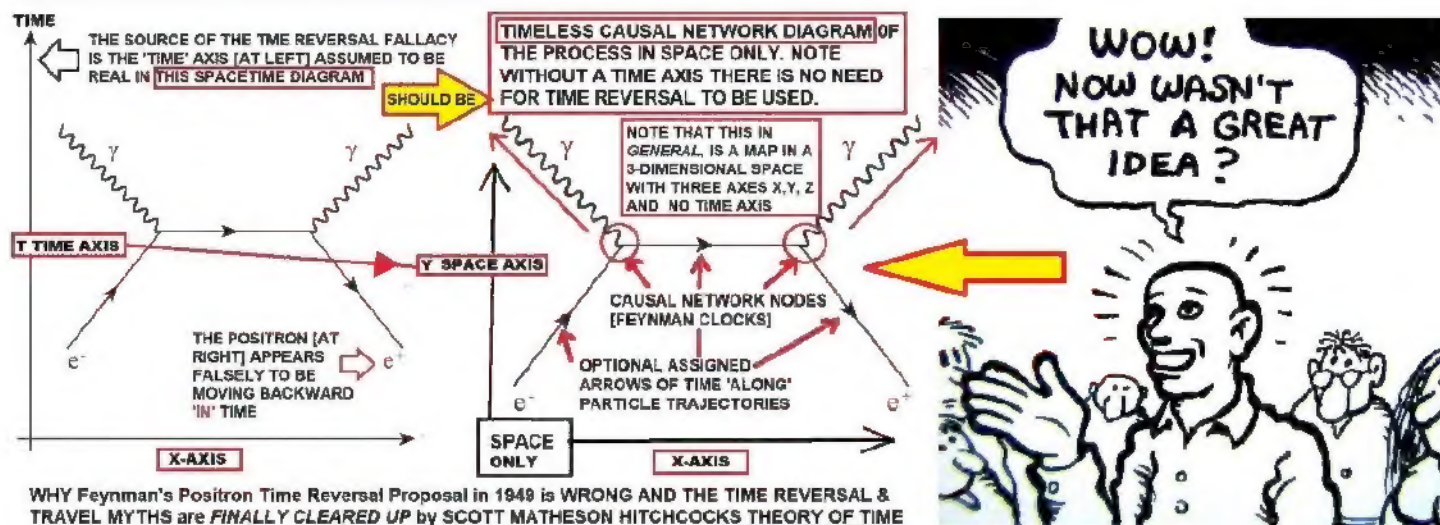 TIME
THE SOURCE OF THE TME REVERSAL FALLACY
IS THE 'TIME' AXIS [AT LEFT] ASSUMED TO BE
REAL IN THIS SPACETIME DIAGRAM
γ
γ
T TIME AXIS
e⁻
THE POSITRON [AT
RIGHT] APPEARS
FALSELY TO BE
MOVING BACKWARD
'IN' TIME
e⁺
X-AXIS
SHOULD BE
TIMELESS CAUSAL NETWORK DIAGRAM OF
THE PROCESS IN SPACE ONLY. NOTE
WITHOUT A TIME AXIS THERE IS NO NEED
FOR TIME REVERSAL TO BE USED.
γ
NOTE THAT THIS IN
GENERAL, IS A MAP IN A
3-DIMENSIONAL SPACE
WITH THREE AXES X,Y, Z
AND NO TIME AXIS
γ
Y SPACE AXIS
CAUSAL NETWORK NODES
[FEYNMAN CLOCKS]
OPTIONAL ASSIGNED
ARROWS OF TIME 'ALONG'
PARTICLE TRAJECTORIES
e⁻
e⁺
SPACE
ONLY
X-AXIS
WHY Feynman's Positron Time Reversal Proposal in 1949 is WRONG AND THE TIME REVERSAL &
TRAVEL MYTHS are FINALLY CLEARED UP by SCOTT MATHESON HITCHCOCKS THEORY OF TIME
WOW!
NOW WASN'T
THAT A GREAT
IDEA?